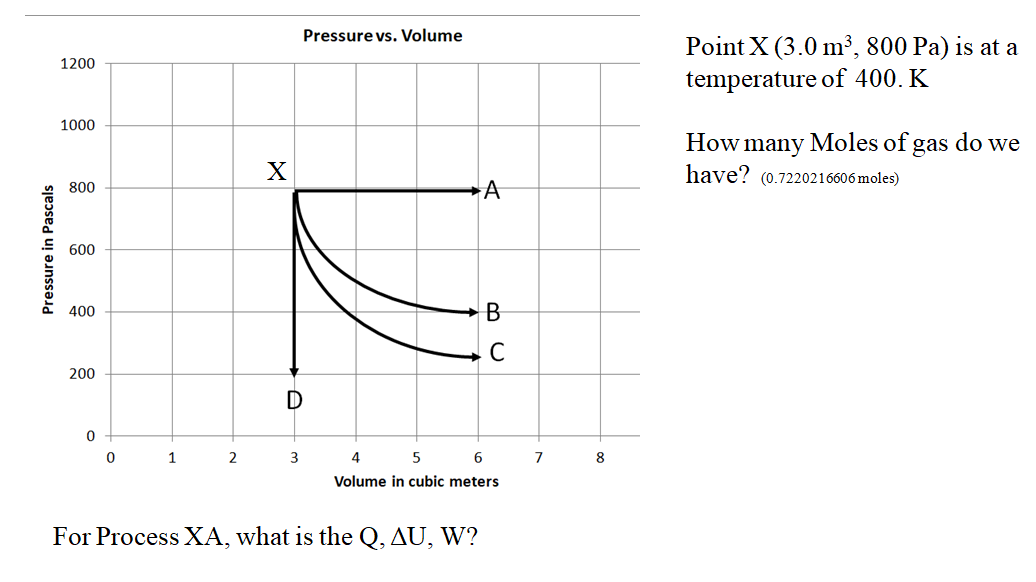 Pressure vs. Volume
Point X (3.0 m³, 800 Pa) is at a
temperature of 400. K
How many Moles of gas do we
have? (0.7220216606 moles)
1200
1000
800
600
400
200
0
Pressure in Pascals
X
A
B
C
D
0 1 2 3 4 5 6 7 8
Volume in cubic meters
For Process XA, what is the Q, ΔU, W?